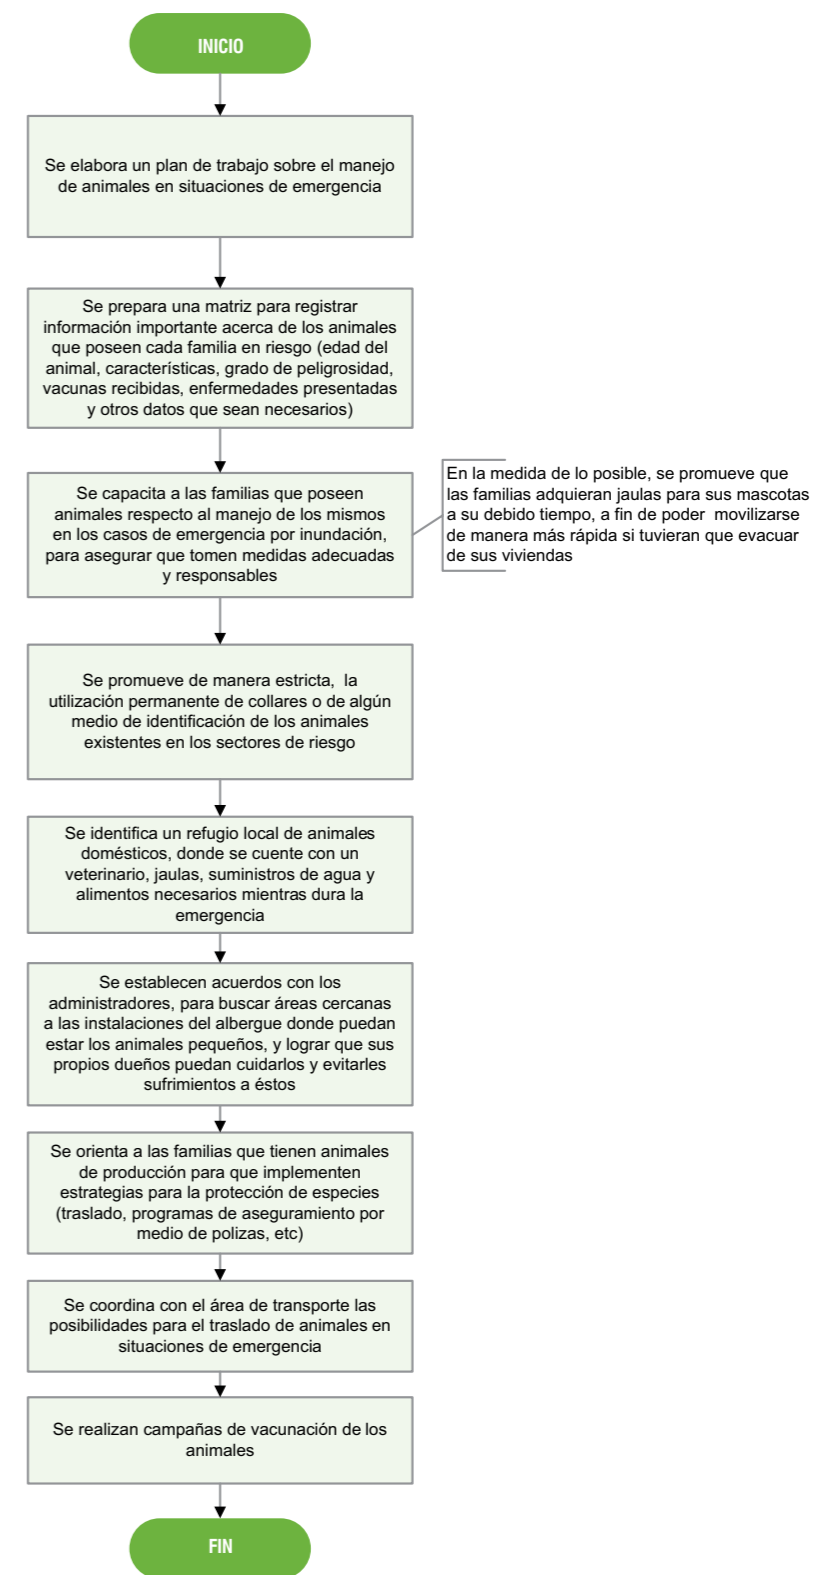 INICIO
Se elabora un plan de trabajo sobre el manejo
de animales en situaciones de emergencia
Se prepara una matriz para registrar
información importante acerca de los animales
que poseen cada familia en riesgo (edad del
animal, características, grado de peligrosidad,
vacunas recibidas, enfermedades presentadas
y otros datos que sean necesarios)
Se capacita a las familias que poseen
animales respecto al manejo de los mismos
en los casos de emergencia por inundación,
para asegurar que tomen medidas adecuadas
y responsables
En la medida de lo posible, se promueve que
las familias adquieran jaulas para sus mascotas
a su debido tiempo, a fin de poder movilizarse
de manera más rápida si tuvieran que evacuar
de sus viviendas
Se promueve de manera estricta, la
utilización permanente de collares o de algún
medio de identificación de los animales
existentes en los sectores de riesgo
Se identifica un refugio local de animales
domésticos, donde se cuente con un
veterinario, jaulas, suministros de agua y
alimentos necesarios mientras dura la
emergencia
Se establecen acuerdos con los
administradores, para buscar áreas cercanas
a las instalaciones del albergue donde puedan
estar los animales pequeños, y lograr que sus
propios dueños puedan cuidarlos y evitarles
sufrimientos a éstos
Se orienta a las familias que tienen animales
de producción para que implementen
estrategias para la protección de especies
(traslado, programas de aseguramiento por
medio de polizas, etc)
Se coordina con el área de transporte las
posibilidades para el traslado de animales en
situaciones de emergencia
Se realizan campañas de vacunación de los
animales
FIN